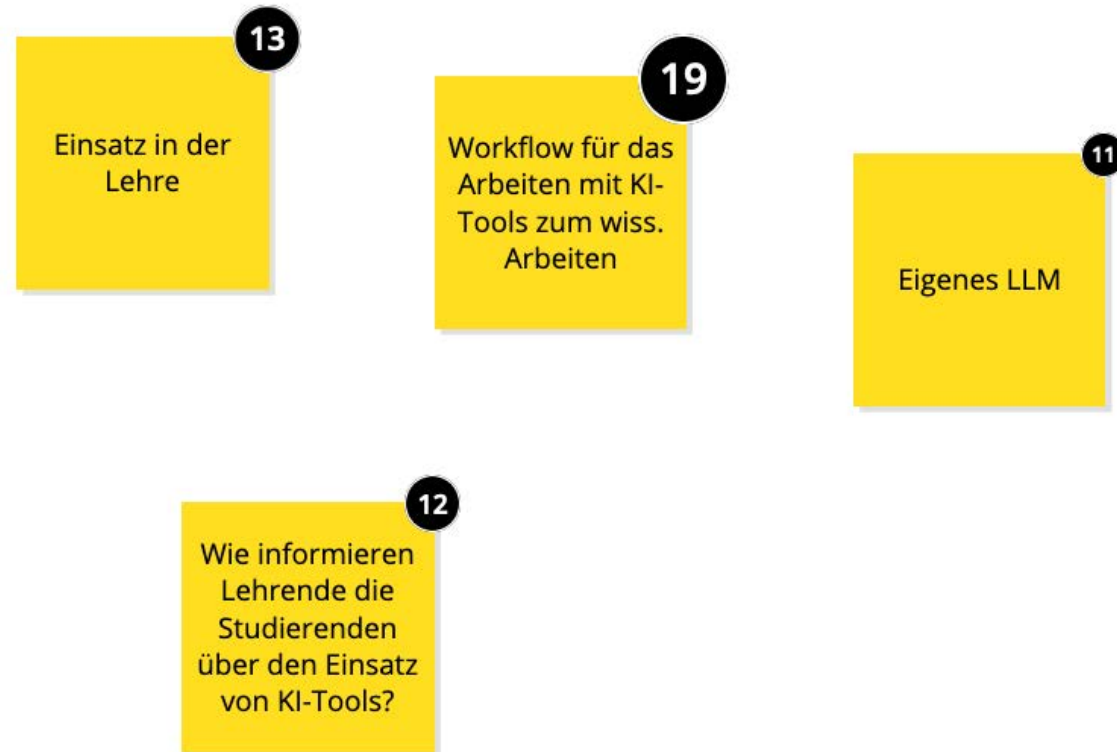 13
Einsatz in der
Lehre
19
Workflow für das
Arbeiten mit KI-
Tools zum wiss.
Arbeiten
11
Eigenes LLM
12
Wie informieren
Lehrende die
Studierenden
über den Einsatz
von KI-Tools?